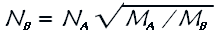 N_B = N_A √(M_A / M_B)